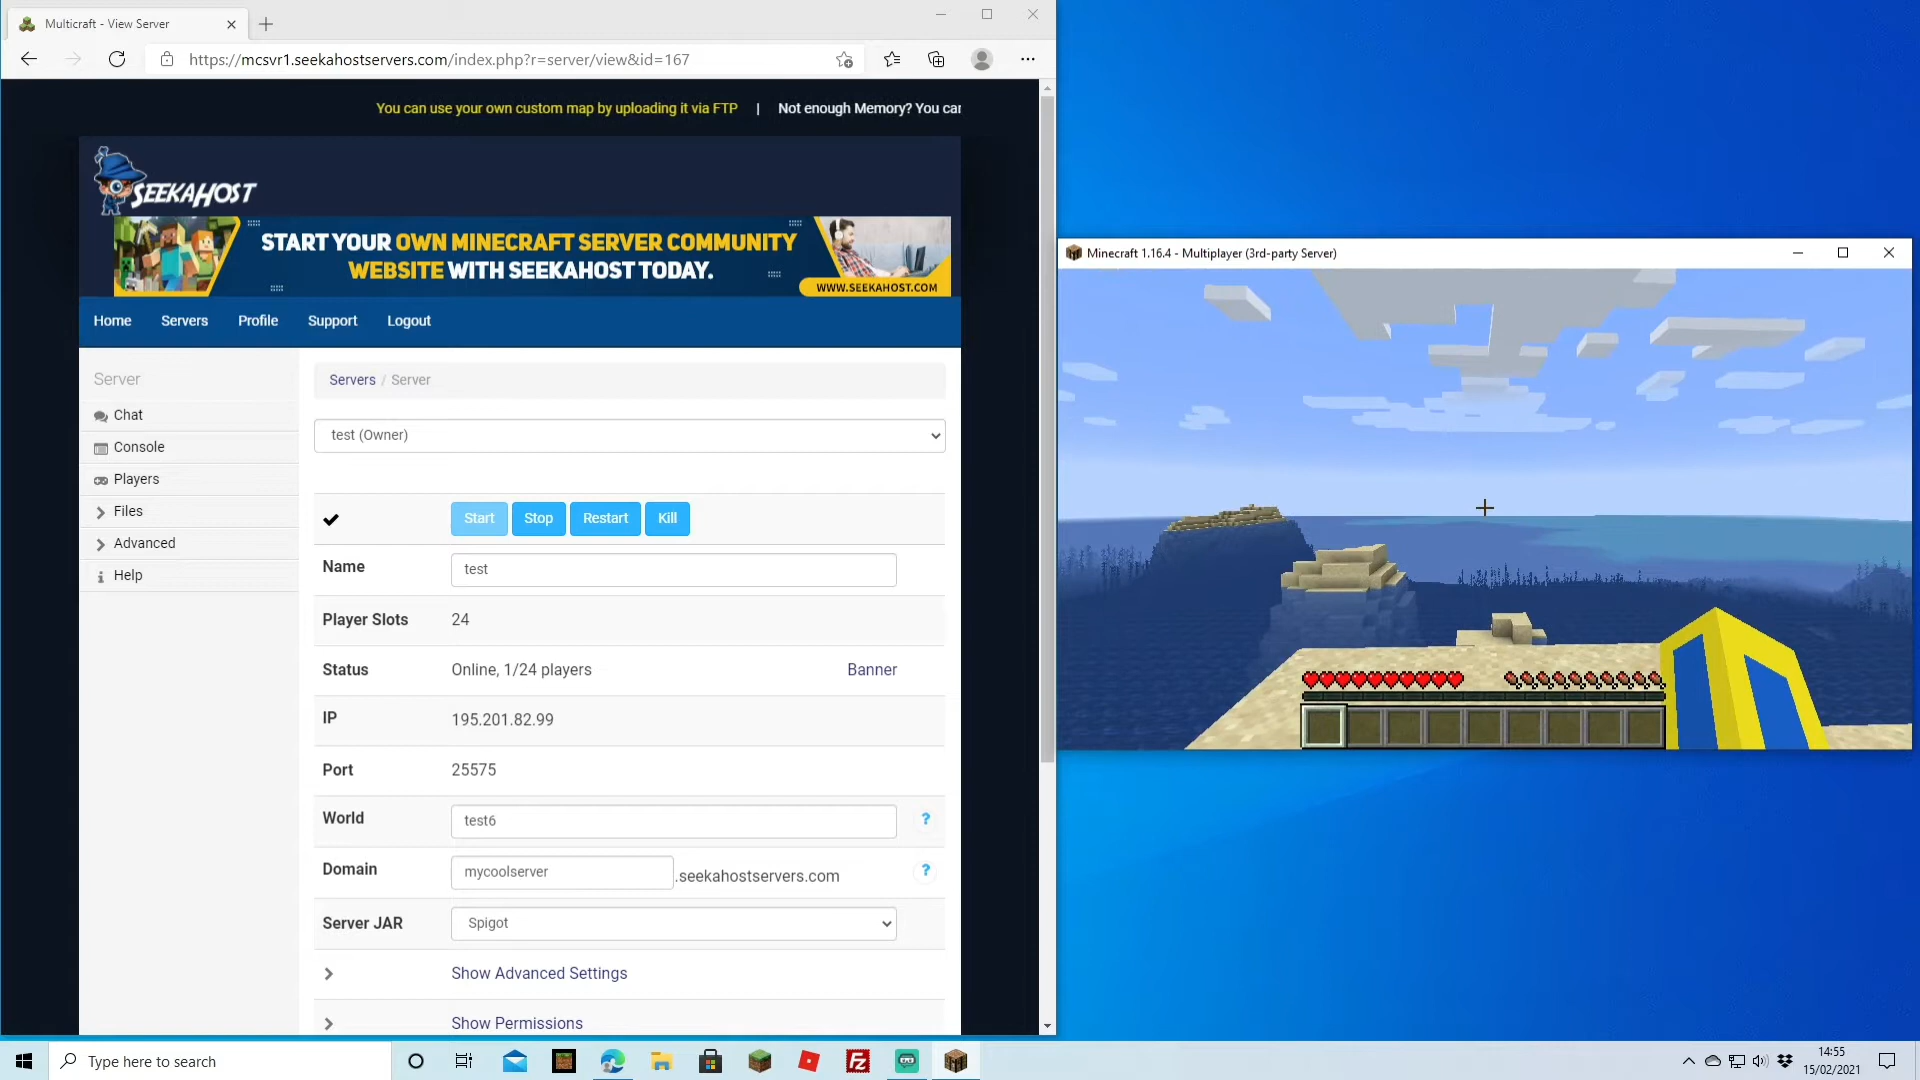 Multicraft - View Server
https://mcsvr1.seekahostservers.com/index.php?r=server/view&id=167
You can use your own custom map by uploading it via FTP | Not enough Memory? You can
SEEKAHOST
START YOUR OWN MINECRAFT SERVER COMMUNITY
WEBSITE WITH SEEKAHOST TODAY.
WWW.SEEKAHOST.COM
Home Servers Profile Support Logout
Server
Chat
Console
Players
Files
Advanced
Help
Servers / Server
test (Owner)
Start Stop Restart Kill
Name test
Player Slots 24
Status Online, 1/24 players Banner
IP 195.201.82.99
Port 25575
World test6 ?
Domain mycoolserver .seekahostservers.com ?
Server JAR Spigot
Show Advanced Settings
Show Permissions
Minecraft 1.16.4 - Multiplayer (3rd-party Server)
Type here to search
FZ
14:55
15/02/2021